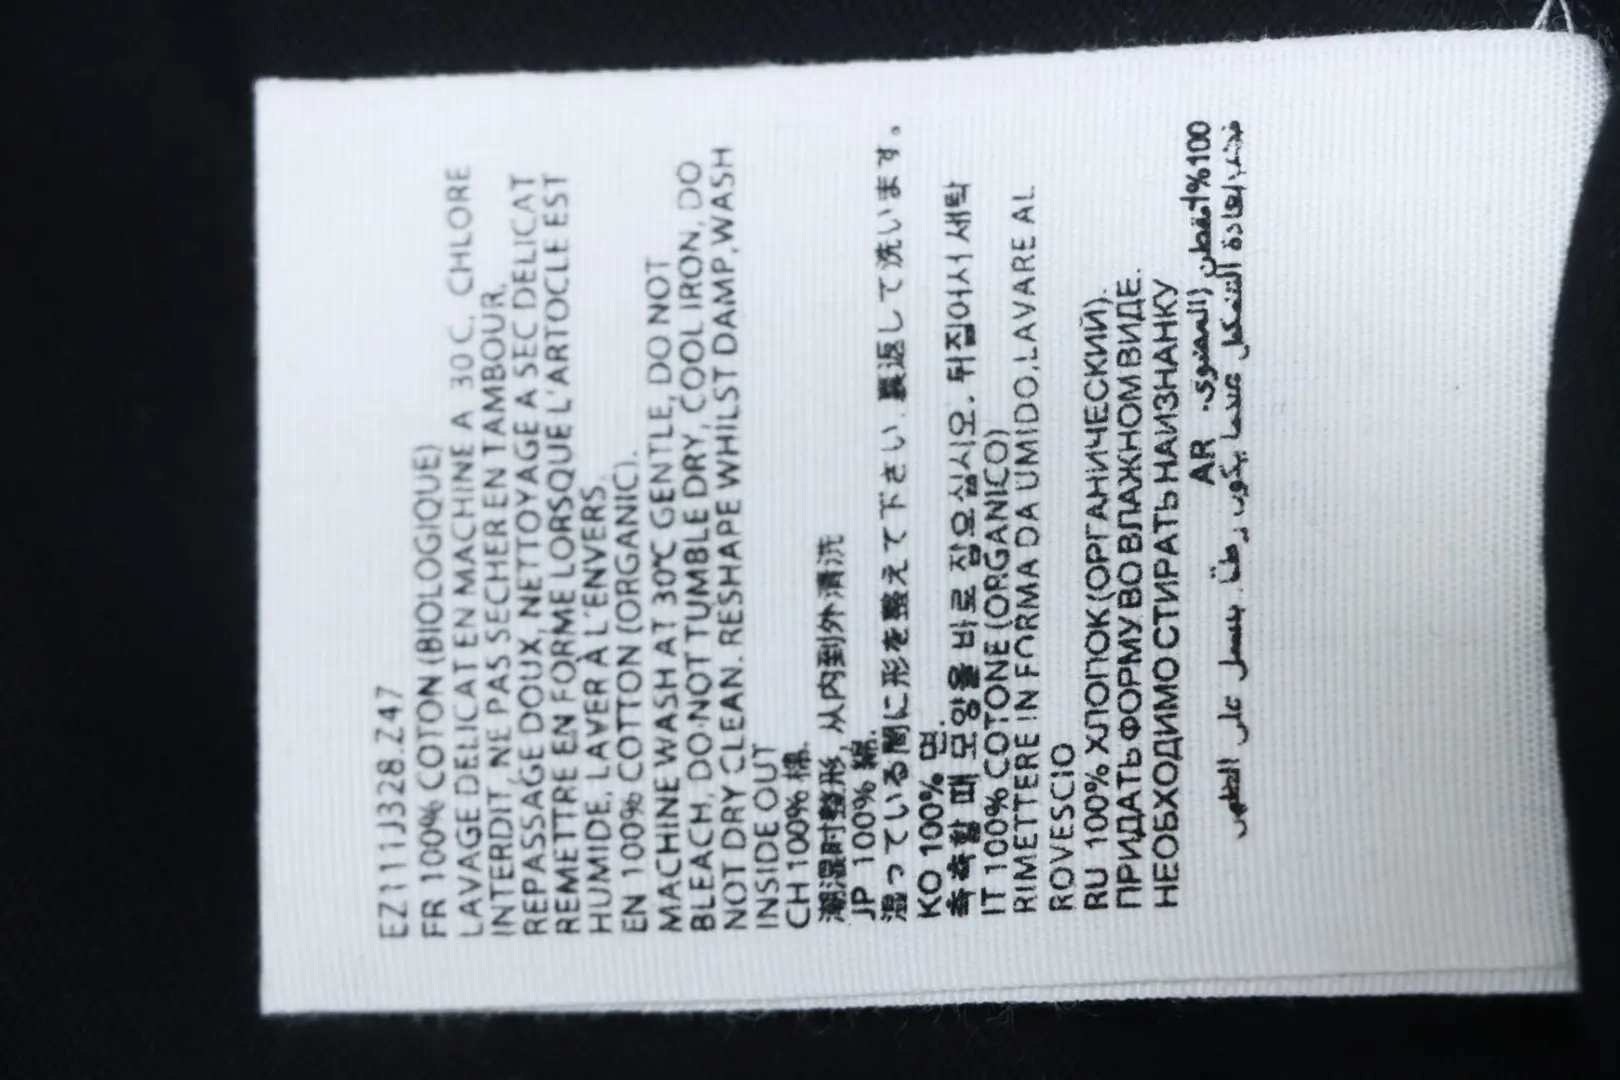 EZ111J328.Z47
FR 100% COTON (BIOLOGIQUE)
LAVAGE DELICAT EN MACHINE A 30 C, CHLORE
INTERDIT, NE PAS SECHER EN TAMBOUR,
REPASSAGE DOUX, NETTOYAGE A SEC DELICAT
REMETTRE EN FORME LORSQUE L'ARTOCLE EST
HUMIDE, LAVER À L'ENVERS.
EN 100% COTTON (ORGANIC).
MACHINE WASH AT 30℃ GENTLE, DO NOT
BLEACH, DO NOT TUMBLE DRY, COOL IRON, DO
NOT DRY CLEAN. RESHAPE WHILST DAMP,WASH
INSIDE OUT
CH 100% 棉.
潮湿时整形, 从内到外清洗
JP 100% 綿.
湿っている間に形を整えて下さい. 裏返して洗います。
KO 100% 면.
축축할 때 모양을 바로 잡으십시오. 뒤집어서 세탁
IT 100% COTONE (ORGANICO)
RIMETTERE IN FORMA DA UMIDO,LAVARE AL
ROVESCIO
RU 100% ХЛОПОК (ОРГАНИЧЕСКИЙ).
ПРИДАТЬ ФОРМУ ВО ВЛАЖНОМ ВИДЕ.
НЕОБХОДИМО СТИРАТЬ НАИЗНАНКУ
AR 100%
عندما يكون على